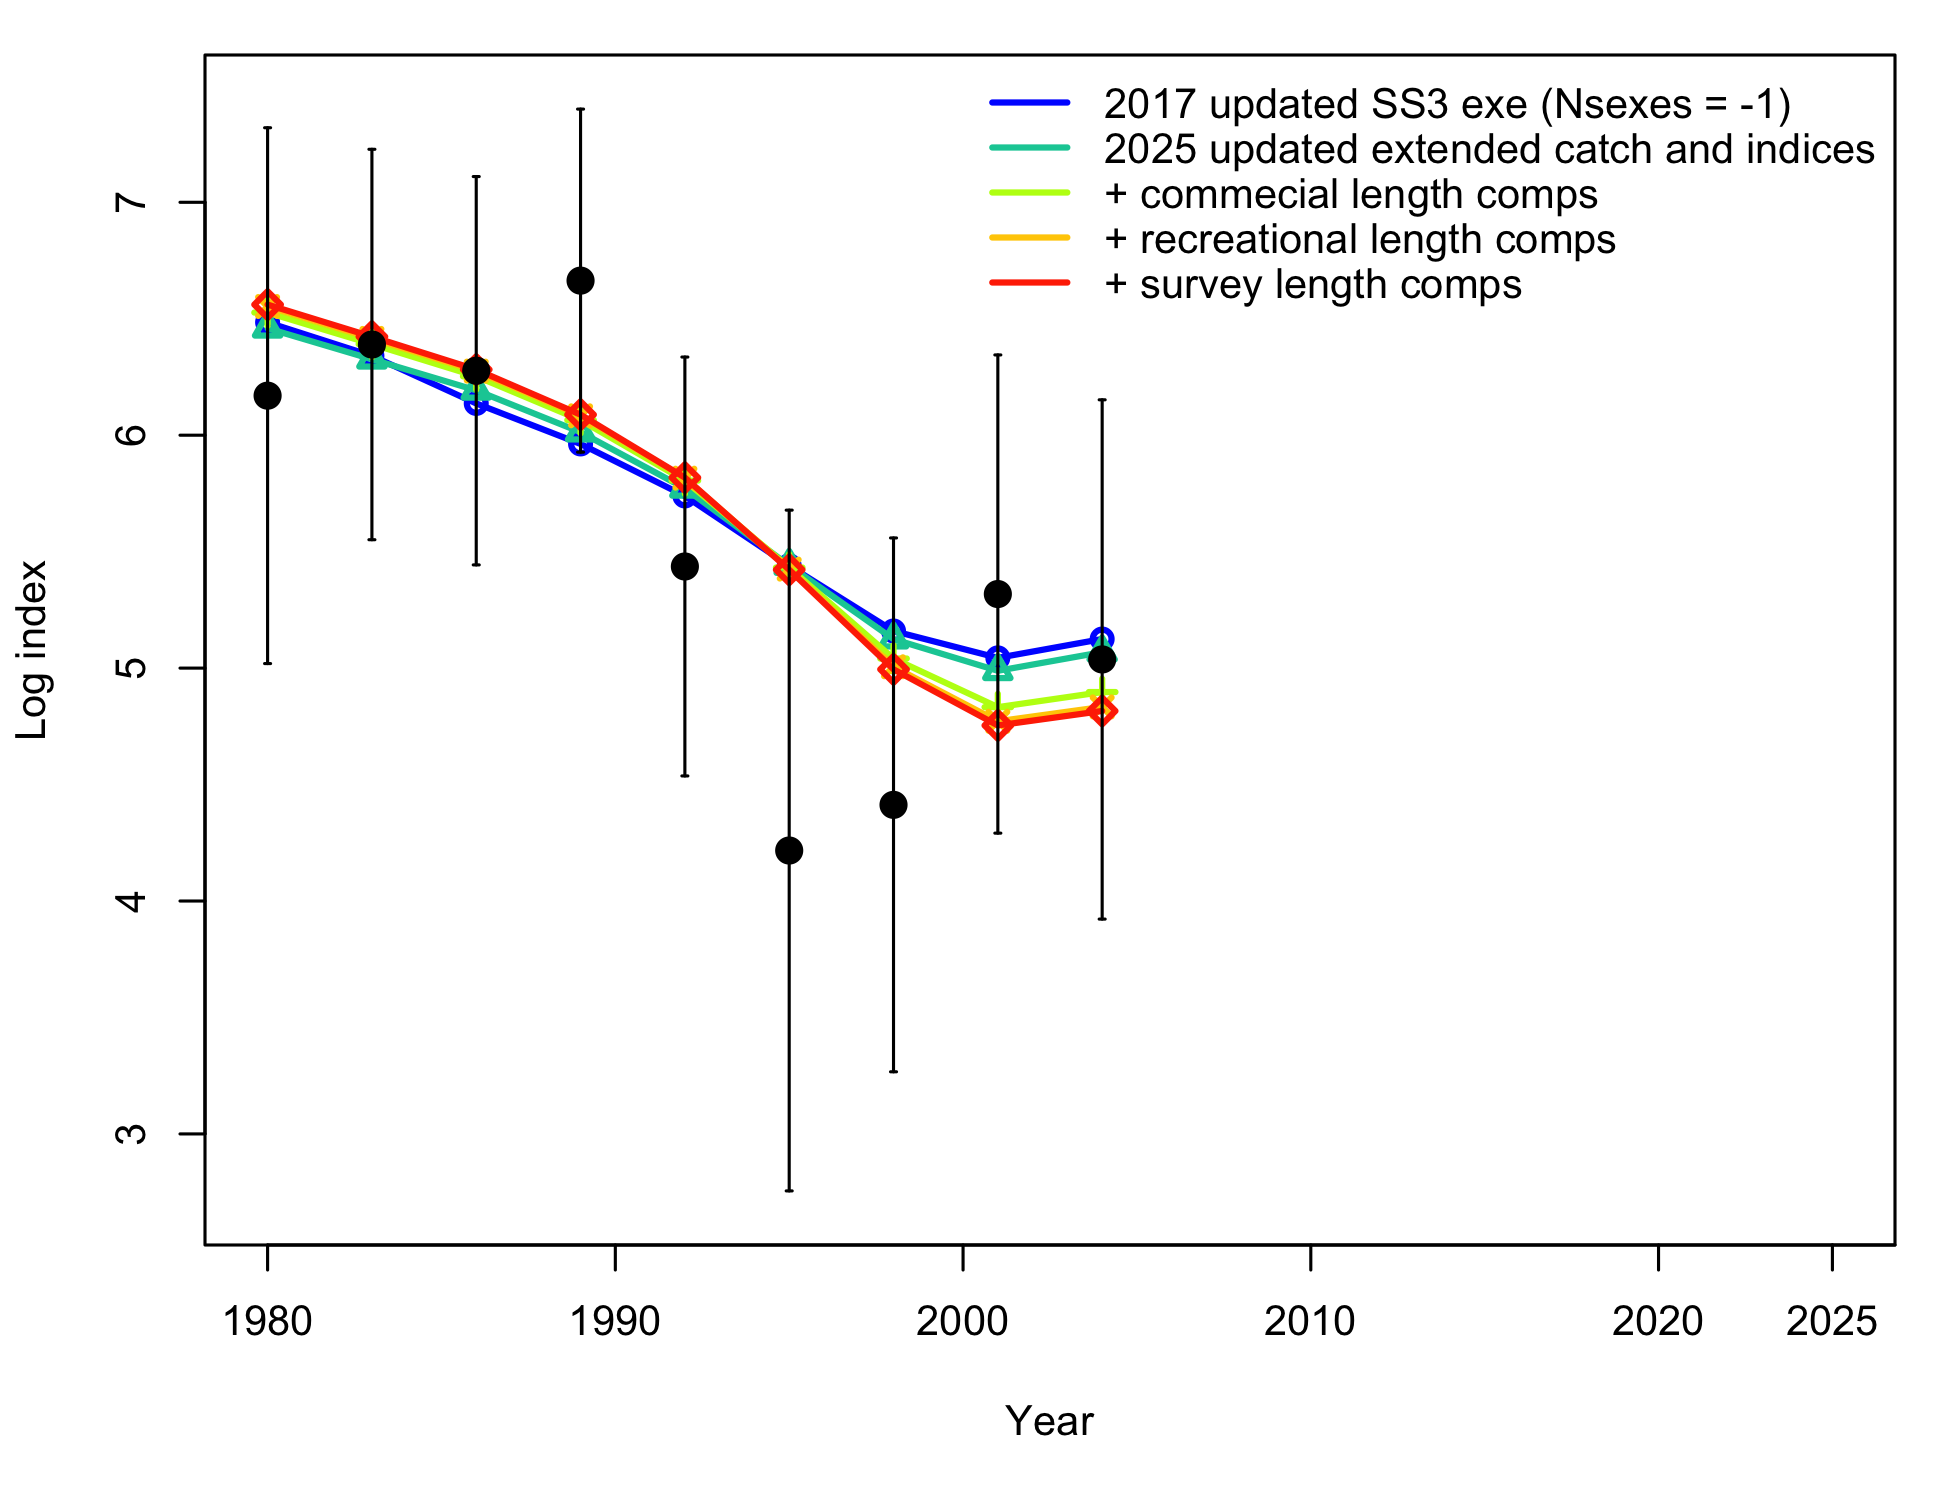 2017 updated SS3 exe (Nsexes = -1)
2025 updated extended catch and indices
+ commecial length comps
+ recreational length comps
+ survey length comps
7
6
5
4
3
Log index
1980 1990 2000 2010 2020 2025
Year